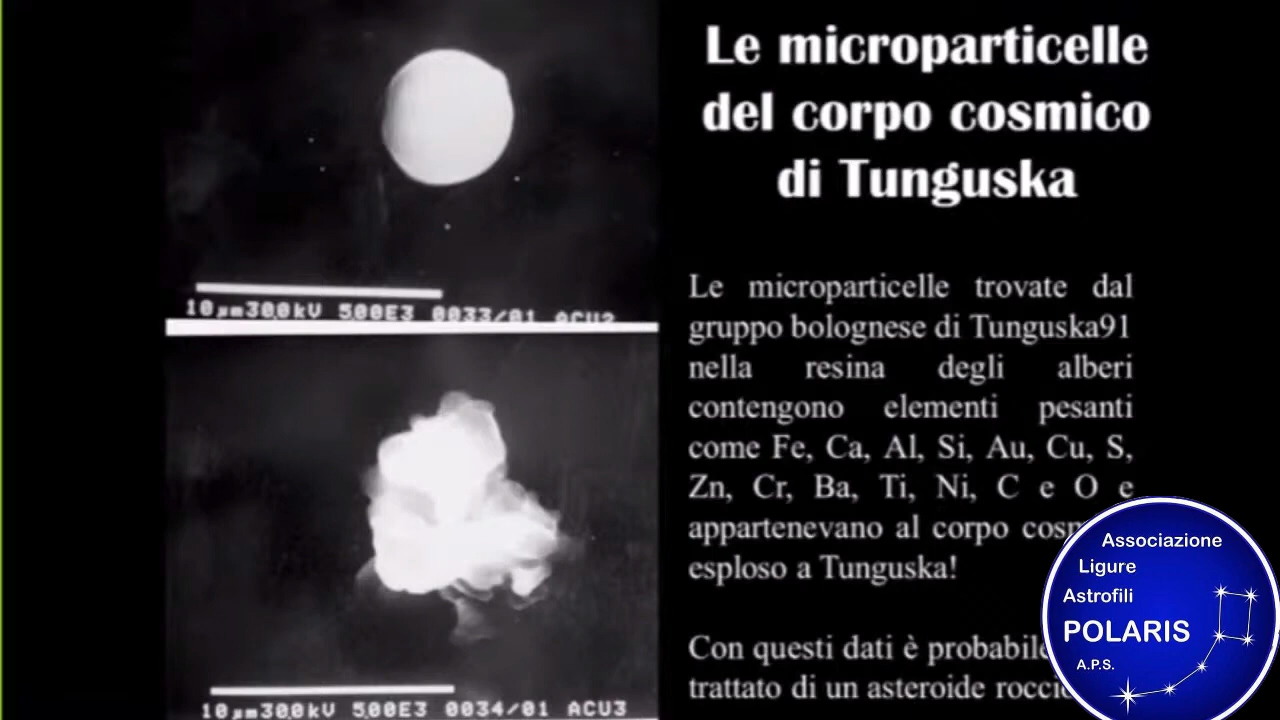 Le microparticelle
del corpo cosmico
di Tunguska
Le microparticelle trovate dal
gruppo bolognese di Tunguska91
nella resina degli alberi
contengono elementi pesanti
come Fe, Ca, Al, Si, Au, Cu, S,
Zn, Cr, Ba, Ti, Ni, C e O e
appartenevano al corpo
esploso a Tunguska!
Con questi dati è
trattato di un asteroide
10µm300kV 500E3 0033/01 ACU2
10µm300kV 500E3 0034/01 ACU3
Associazione
Ligure
Astrofili
POLARIS
A.P.S.